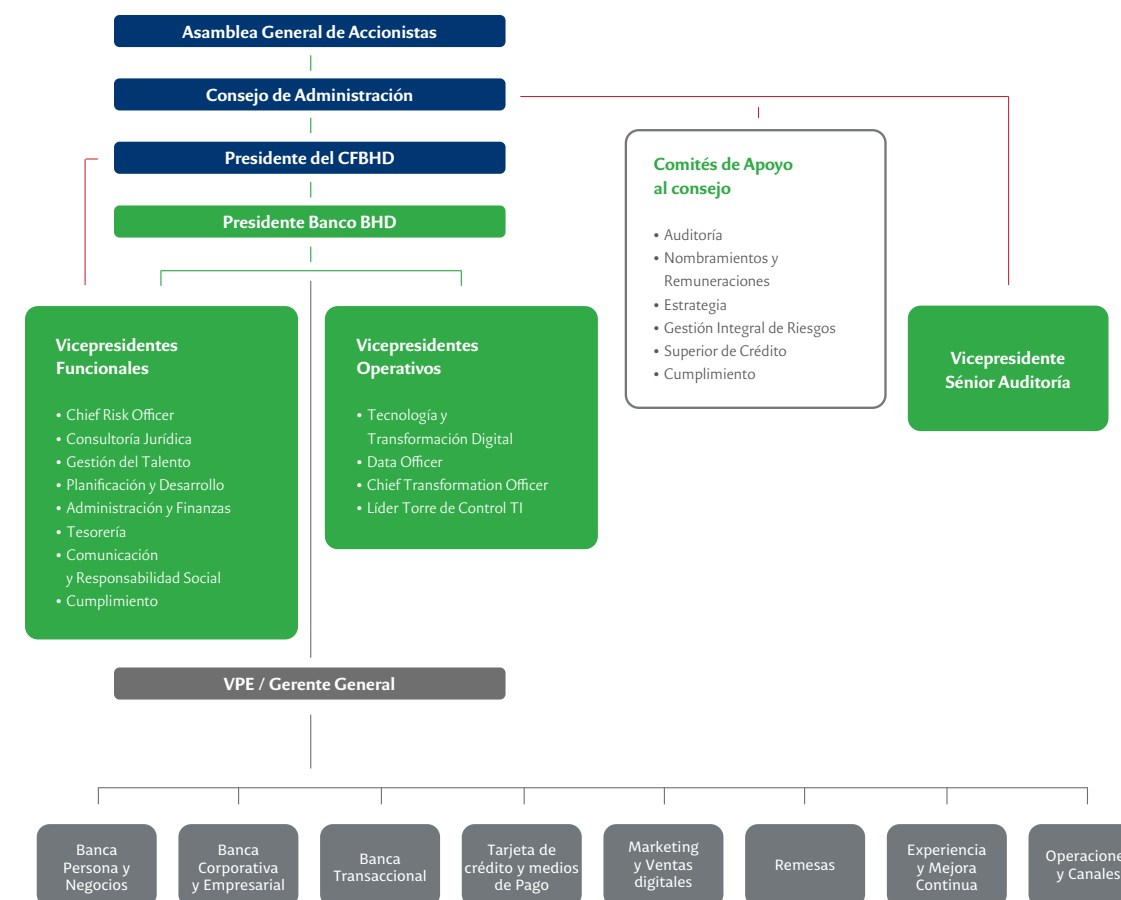 Asamblea General de Accionistas
Consejo de Administración
Presidente del CFBHD
Presidente Banco BHD
Comités de Apoyo
al consejo
• Auditoría
• Nombramientos y
Remuneraciones
• Estrategia
• Gestión Integral de Riesgos
• Superior de Crédito
• Cumplimiento
Vicepresidentes
Funcionales
• Chief Risk Officer
• Consultoría Jurídica
• Gestión del Talento
• Planificación y Desarrollo
• Administración y Finanzas
• Tesorería
• Comunicación
y Responsabilidad Social
• Cumplimiento
Vicepresidentes
Operativos
• Tecnología y
Transformación Digital
• Data Officer
• Chief Transformation Officer
• Líder Torre de Control TI
Vicepresidente
Sénior Auditoría
VPE / Gerente General
Banca
Persona y
Negocios
Banca
Corporativa
y Empresarial
Banca
Transaccional
Tarjeta de
crédito y medios
de Pago
Marketing
y Ventas
digitales
Remesas
Experiencia
y Mejora
Continua
Operacione
y Canales